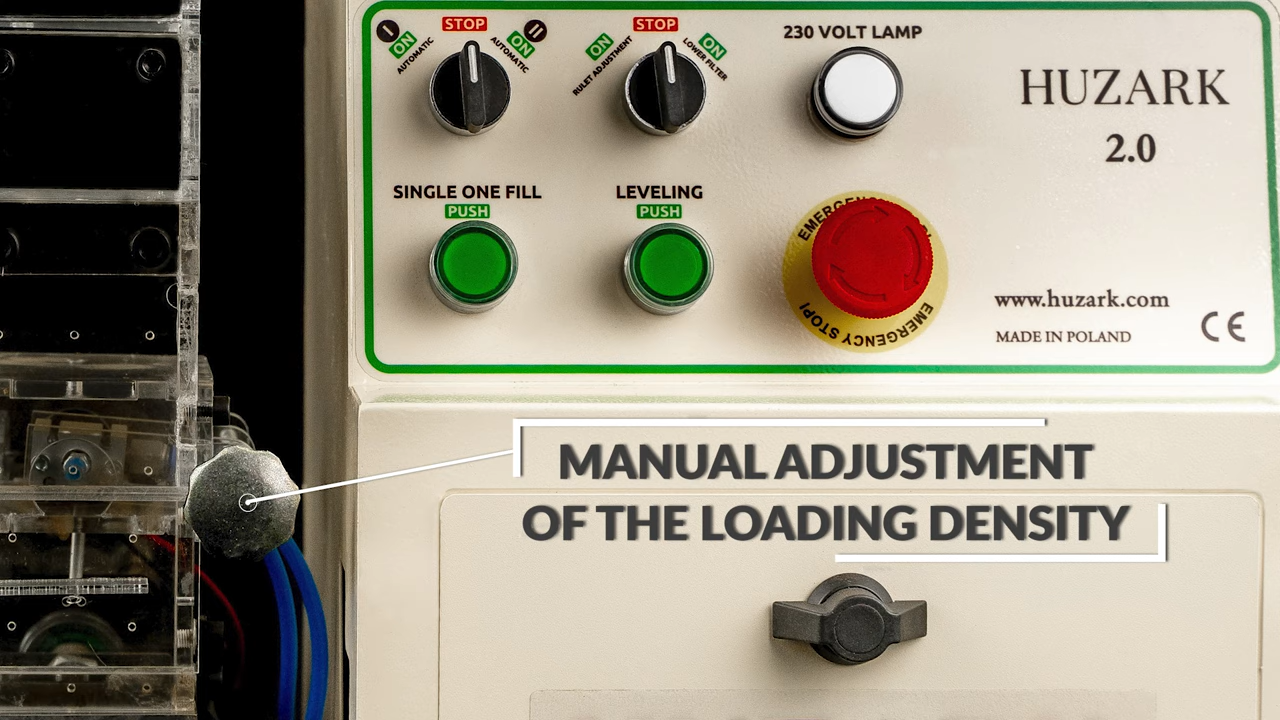 I
ON
AUTOMATIC
STOP
II
ON
AUTOMATIC
STOP
ON
RULET ADJUSTMENT
ON
LOWER FILTER
230 VOLT LAMP
HUZARK
2.0
SINGLE ONE FILL
PUSH
LEVELING
PUSH
EMERGENCY STOP!
www.huzark.com
MADE IN POLAND
CE
MANUAL ADJUSTMENT
OF THE LOADING DENSITY